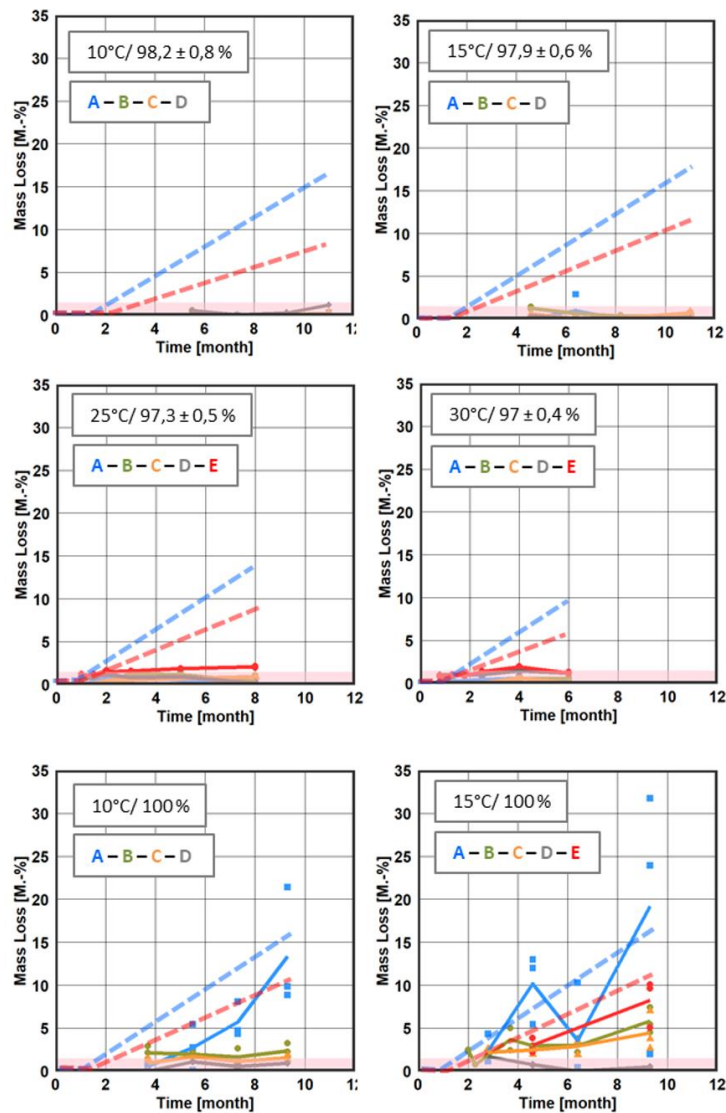 35
30
25
20
15
10
5
0
Mass Loss [M.-%]
10°C/ 98,2 ± 0,8 %
A – B – C – D
0 2 4 6 8 10 12
Time [month]
35
30
25
20
15
10
5
0
Mass Loss [M.-%]
15°C/ 97,9 ± 0,6 %
A – B – C – D
0 2 4 6 8 10 12
Time [month]
35
30
25
20
15
10
5
0
Mass Loss [M.-%]
25°C/ 97,3 ± 0,5 %
A – B – C – D – E
0 2 4 6 8 10 12
Time [month]
35
30
25
20
15
10
5
0
Mass Loss [M.-%]
30°C/ 97 ± 0,4 %
A – B – C – D – E
0 2 4 6 8 10 12
Time [month]
35
30
25
20
15
10
5
0
Mass Loss [M.-%]
10°C/ 100 %
A – B – C – D
0 2 4 6 8 10 12
Time [month]
35
30
25
20
15
10
5
0
Mass Loss [M.-%]
15°C/ 100%
A – B – C – D – E
0 2 4 6 8 10 12
Time [month]